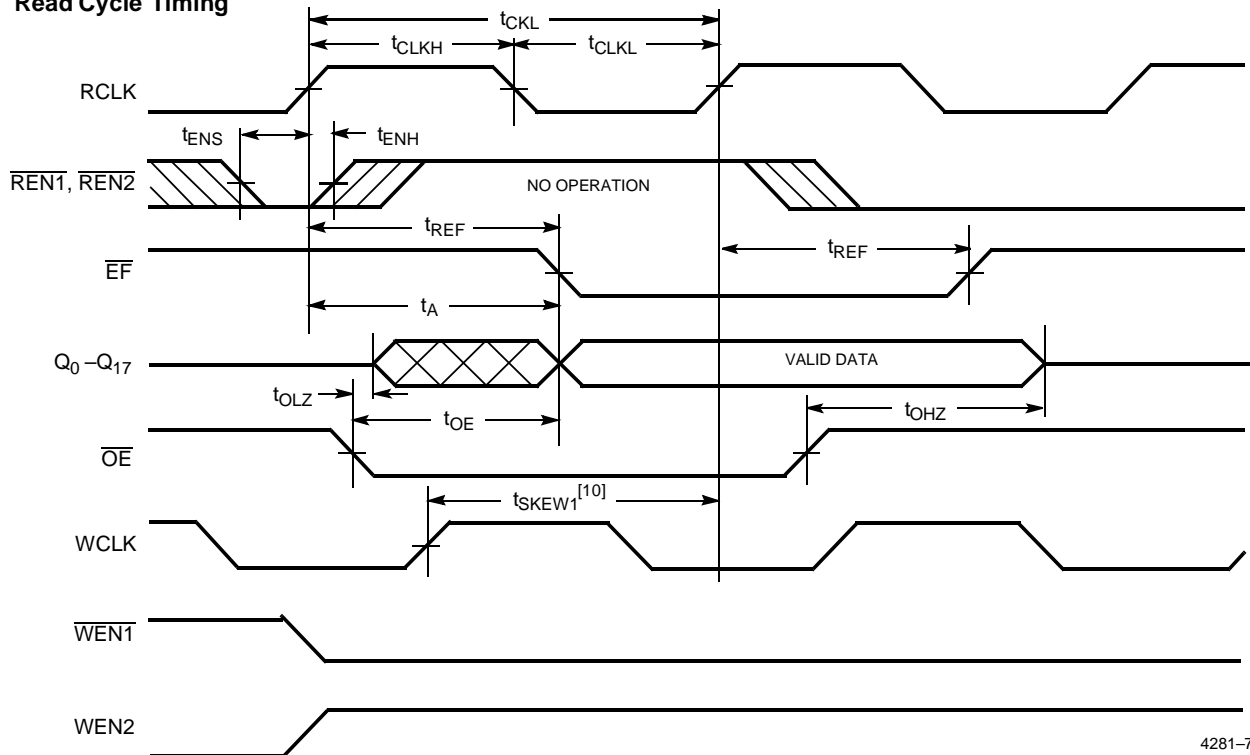 Read Cycle Timing
tCKL
tCLKH
tCLKL
RCLK
tENS
tENH
REN1, REN2
NO OPERATION
tREF
tREF
EF
tA
Q0 –Q17
VALID DATA
tOLZ
tOE
tOHZ
OE
tSKEW1[10]
WCLK
WEN1
WEN2
4281–7